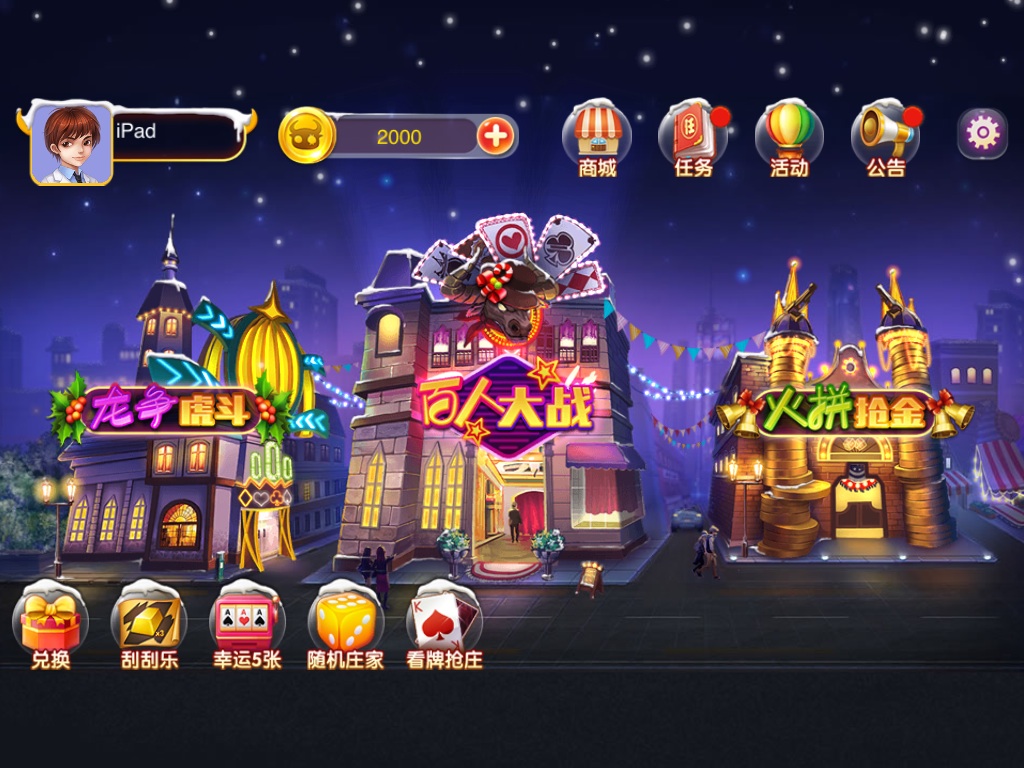 iPad
2000
商城
任务
活动
公告
龙争虎斗
百人大战
火拼抢金
兑换
刮刮乐
幸运5张
随机庄家
看牌抢庄
x3
A A A
K